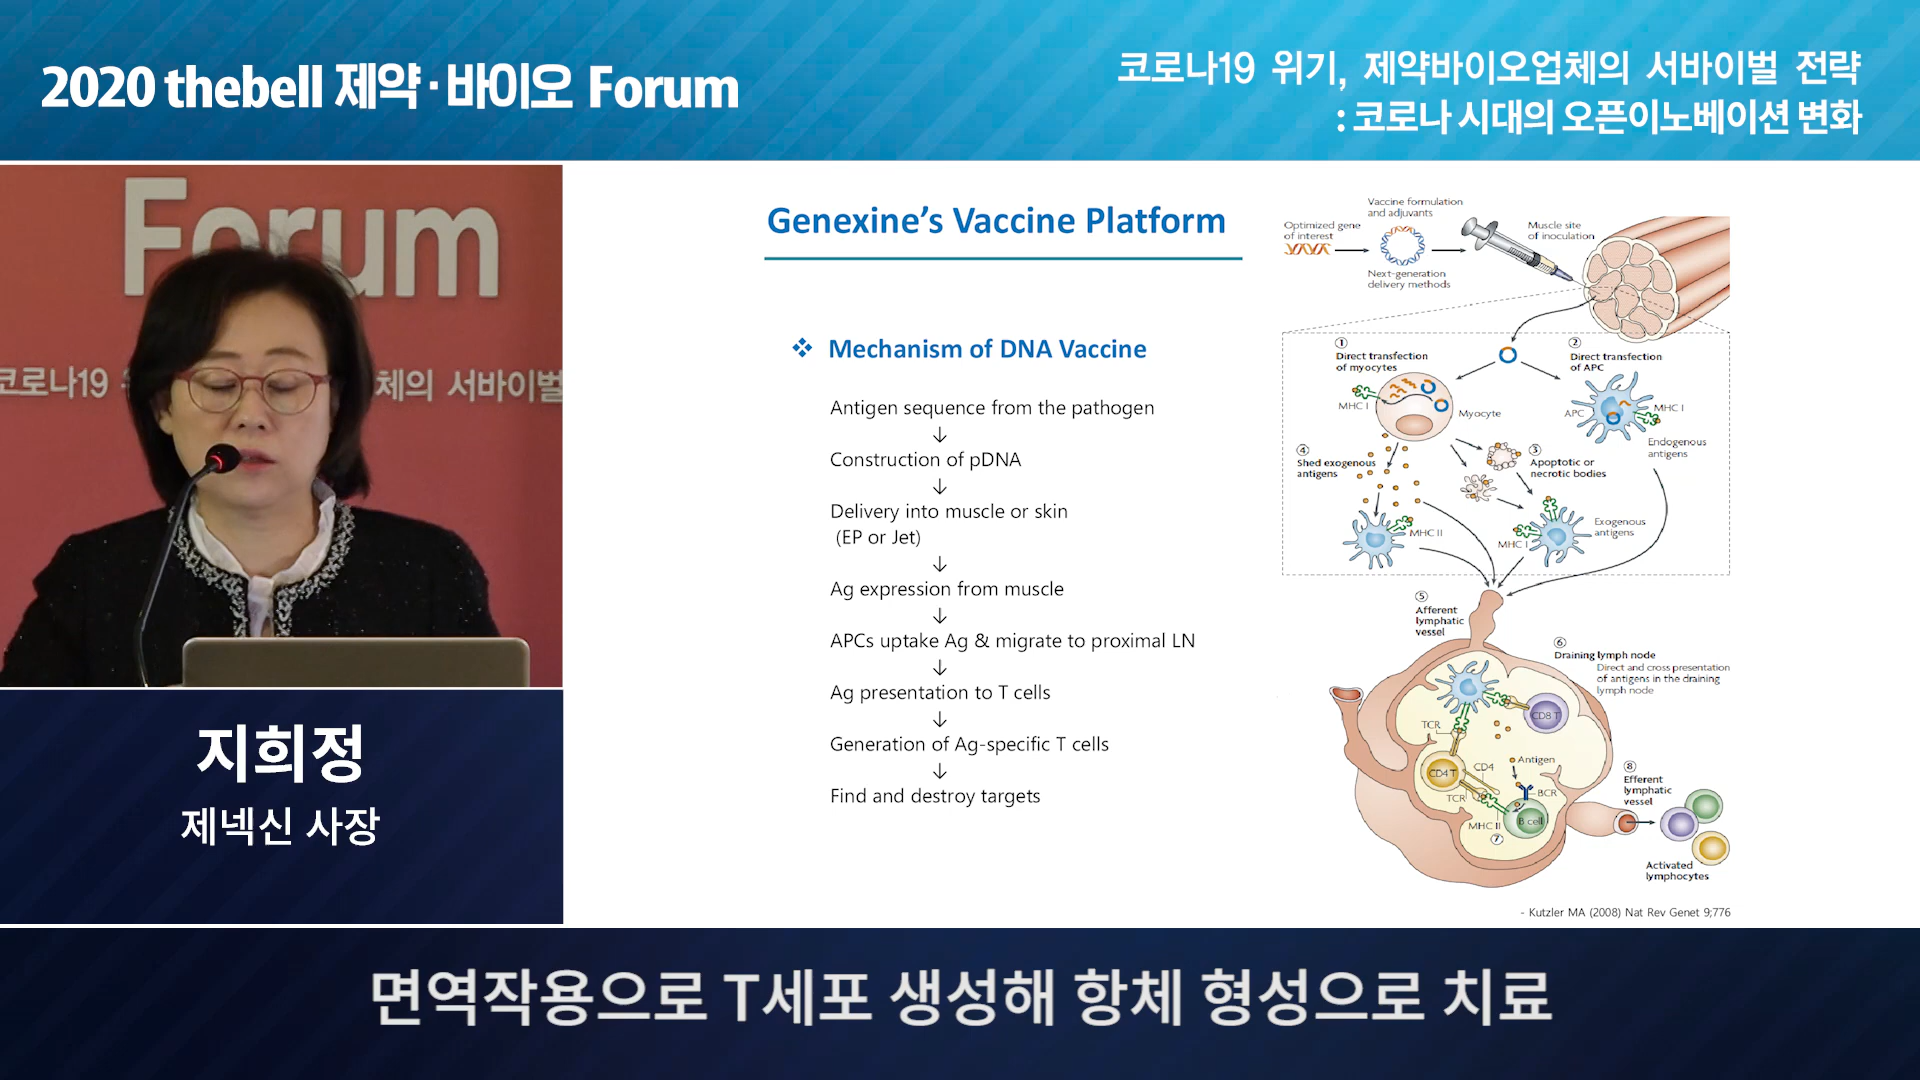 2020 thebell 제약·바이오 Forum
코로나19 위기, 제약바이오업체의 서바이벌 전략
: 코로나 시대의 오픈이노베이션 변화
Forum
코로나19
체의 서바이벌
지희정
제넥신 사장
Genexine's Vaccine Platform
❖ Mechanism of DNA Vaccine
Antigen sequence from the pathogen
↓
Construction of pDNA
↓
Delivery into muscle or skin
(EP or Jet)
↓
Ag expression from muscle
↓
APCs uptake Ag & migrate to proximal LN
↓
Ag presentation to T cells
↓
Generation of Ag-specific T cells
↓
Find and destroy targets
Vaccine formulation
and adjuvants
Optimized gene
of interest
Next-generation
delivery methods
Muscle site
of inoculation
①
Direct transfection
of myocytes
②
Direct transfection
of APC
MHC I
Myocyte
APC
MHC I
Endogenous
antigens
④
Shed exogenous
antigens
③
Apoptotic or
necrotic bodies
MHC II
MHC I
Exogenous
antigens
⑤
Afferent
lymphatic
vessel
⑥
Draining lymph node
Direct and cross presentation
of antigens in the draining
lymph node
TCR
CD8 T
CD4 T
CD4
TCR
Antigen
BCR
MHC II
B cell
⑦
⑧
Efferent
lymphatic
vessel
Activated
lymphocytes
- Kutzler MA (2008) Nat Rev Genet 9;776
면역작용으로 T세포 생성해 항체 형성으로 치료